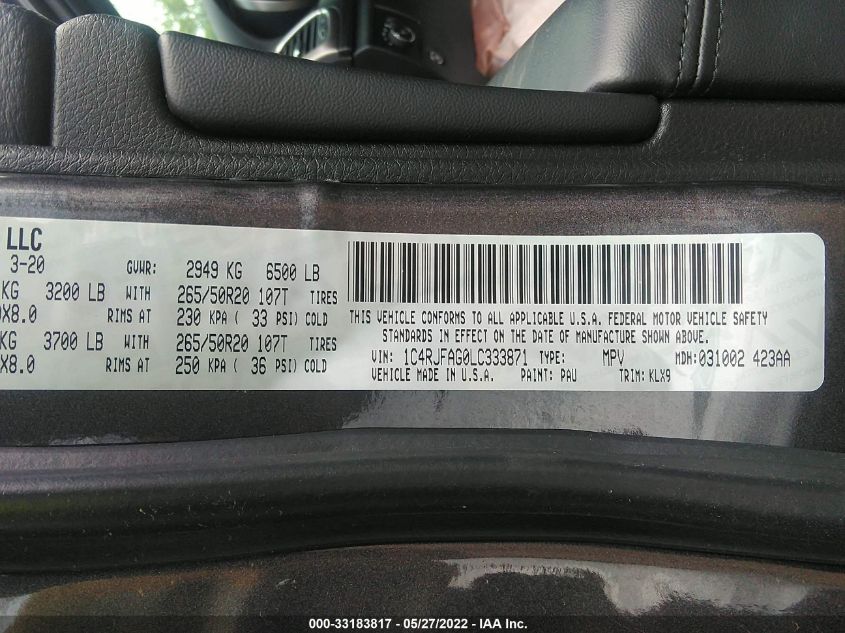 LLC
3-20 GVWR: 2949 KG 6500 LB
KG 3200 LB WITH 265/50R20 107T TIRES
X8.0 RIMS AT 230 KPA ( 33 PSI) COLD
KG 3700 LB WITH 265/50R20 107T TIRES
X8.0 RIMS AT 250 KPA ( 36 PSI) COLD
THIS VEHICLE CONFORMS TO ALL APPLICABLE U.S.A. FEDERAL MOTOR VEHICLE SAFETY
STANDARDS IN EFFECT ON THE DATE OF MANUFACTURE SHOWN ABOVE.
VIN: 1C4RJFAG0LC333871 TYPE: MPV MDH:031002 423AA
VEHICLE MADE IN U.S.A. PAINT: PAU TRIM: KLX9
000-33183817 - 05/27/2022 - IAA Inc.